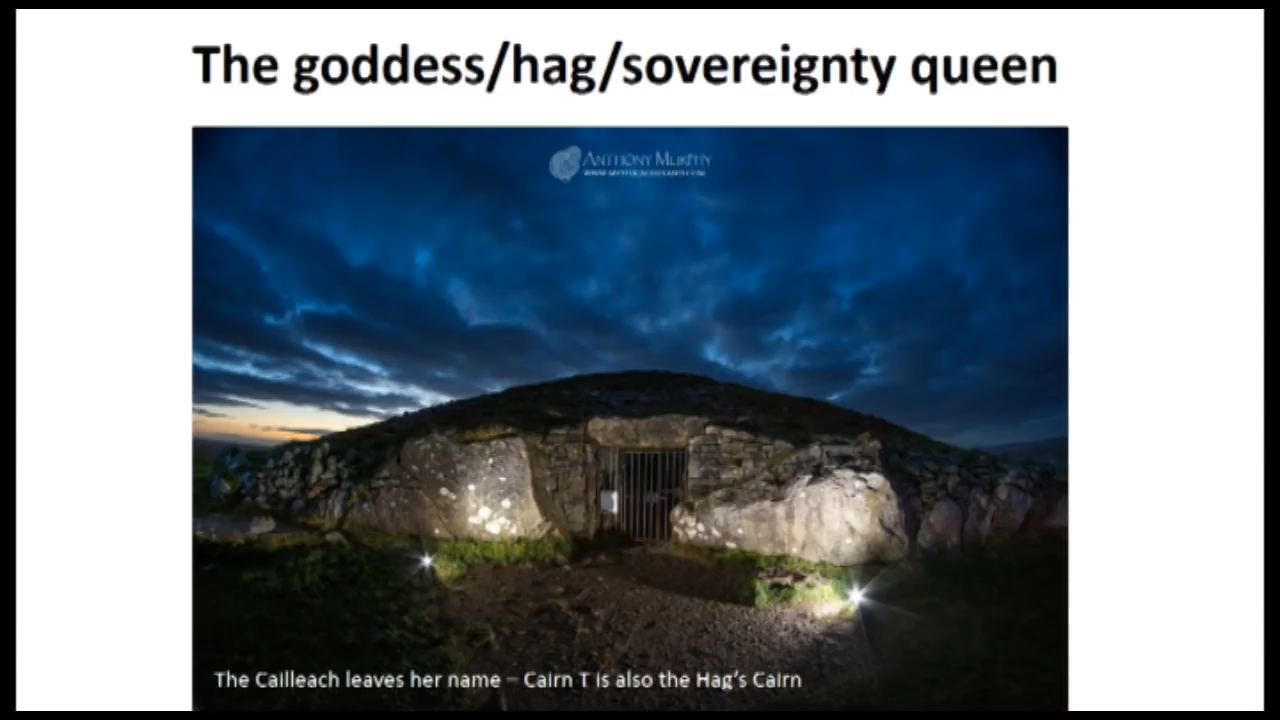 The goddess/hag/sovereignty queen
ANTHONY MURPHY
The Cailleach leaves her name – Cairn T is also the Hag's Cairn